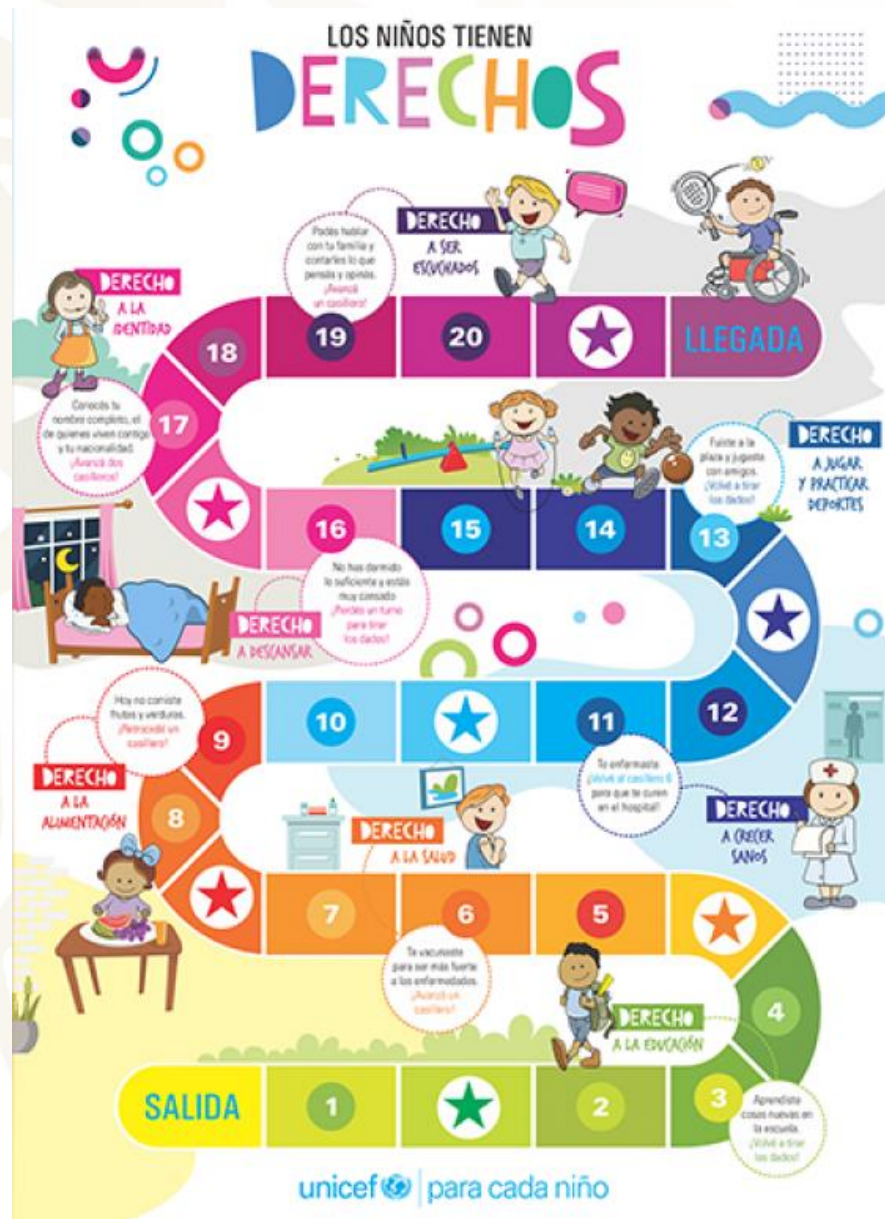 LOS NIÑOS TIENEN
DERECHOS
DERECHO
A SER
ESCUCHADOS
Podés hablar
con tu familia y
contarles lo que
pensás y opinás.
¡Avanzá
un casillero!
DERECHO
A LA
IDENTIDAD
18
19
20
LLEGADA
Conocés tu
nombre completo, el
de quienes viven contigo
y tu nacionalidad.
¡Avanzá dos
casilleros!
17
Fuiste a la
plaza y jugaste
con amigos.
¡Volvé a tirar
los dados!
DERECHO
A JUGAR
Y PRACTICAR
DEPORTES
16
15
14
13
No has dormido
lo suficiente y estás
muy cansado
¡Perdés un turno
para tirar
los dados!
DERECHO
A DESCANSAR
Hoy no comiste
frutas y verduras.
¡Retrocedé un
casillero!
9
10
11
12
DERECHO
A LA
ALIMENTACIÓN
8
Te enfermaste
¡Volvé al casillero 6
para que te curen
en el hospital!
DERECHO
A CRECER
SANOS
DERECHO
A LA SALUD
7
6
5
Te vacunaste
para ser más fuerte
a las enfermedades.
¡Avanzá un
casillero!
4
DERECHO
A LA EDUCACIÓN
SALIDA
1
2
3
Aprendiste
cosas nuevas en
la escuela.
¡Volvé a tirar
los dados!
unicef para cada niño